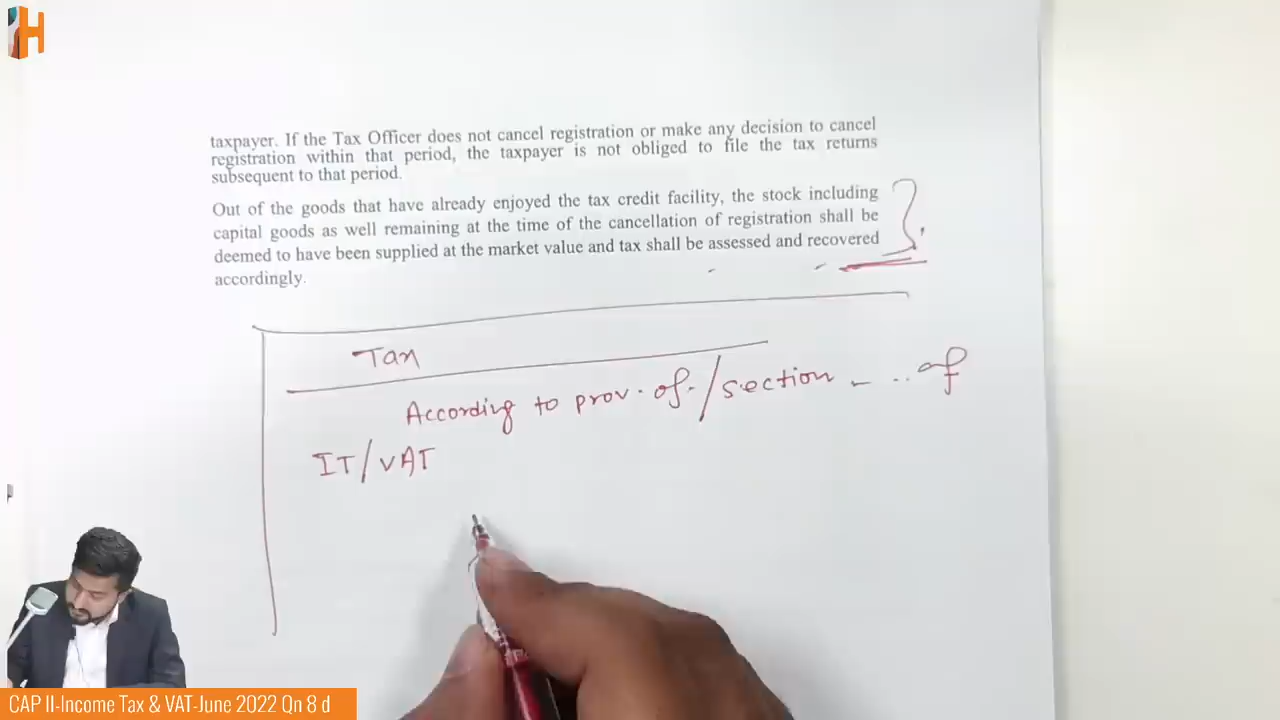 H
taxpayer. If the Tax Officer does not cancel registration or make any decision to cancel
registration within that period, the taxpayer is not obliged to file the tax returns
subsequent to that period.
Out of the goods that have already enjoyed the tax credit facility, the stock including
capital goods as well remaining at the time of the cancellation of registration shall be
deemed to have been supplied at the market value and tax shall be assessed and recovered
accordingly.
Tax
According to prov. of / section - .. of
IT/VAT
CAP II-Income Tax & VAT-June 2022 Qn 8 d